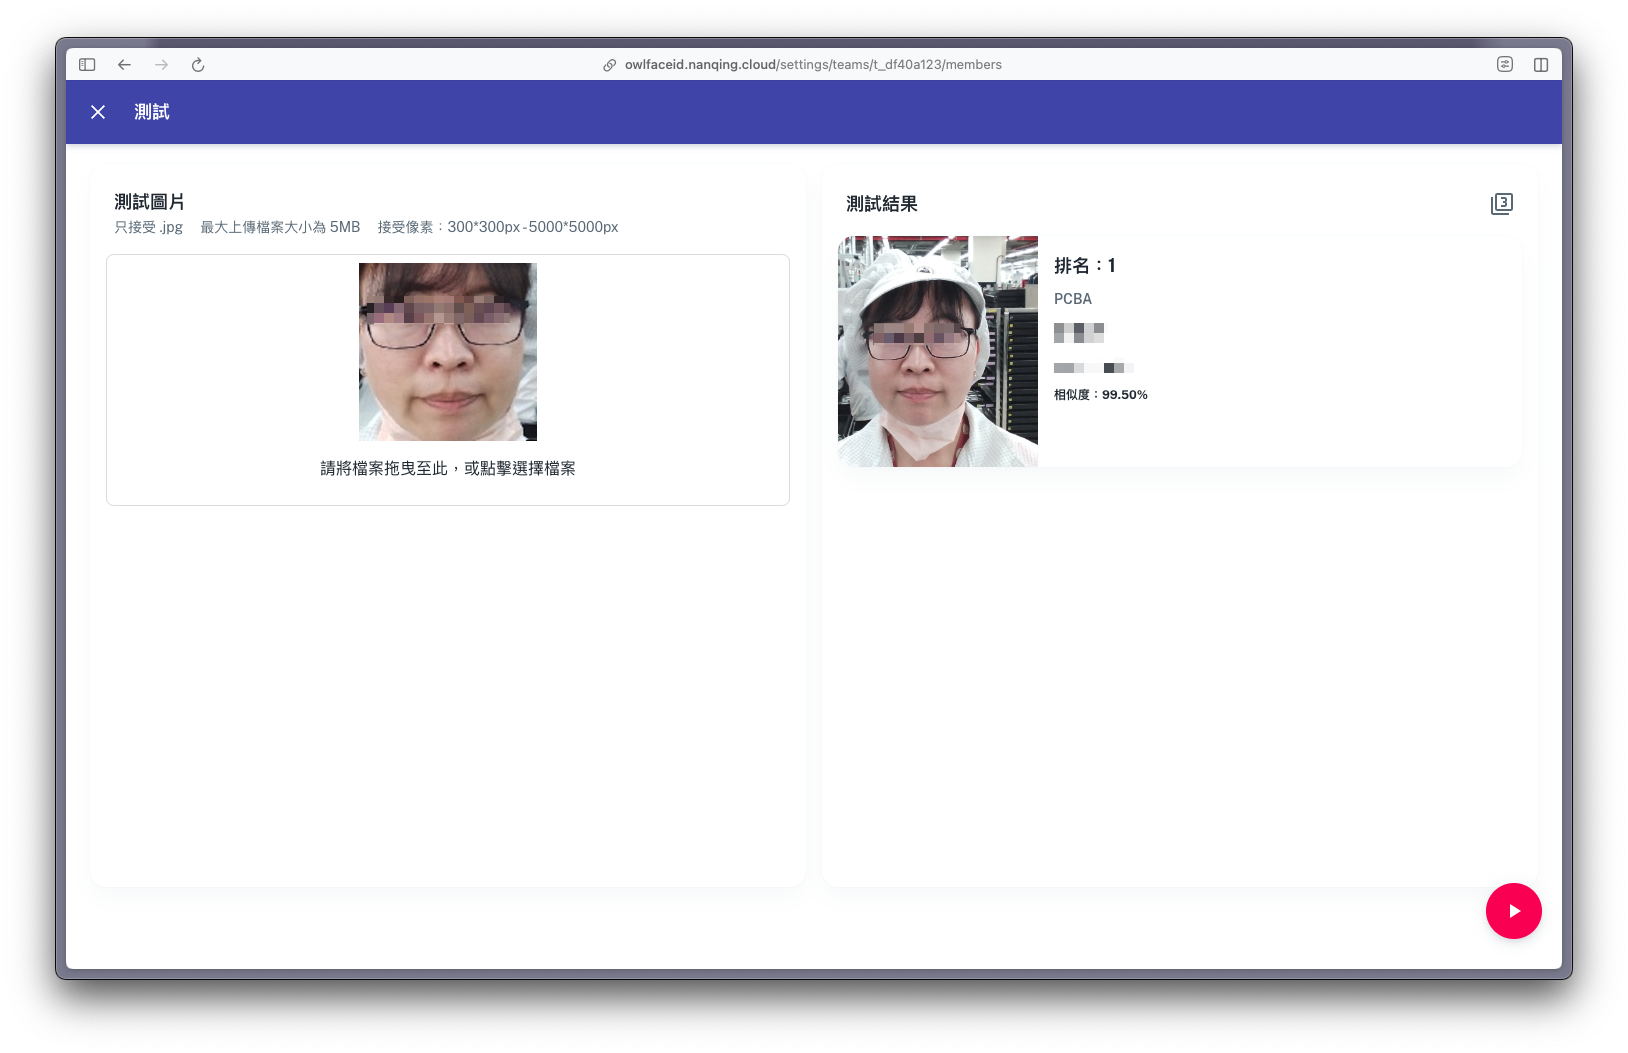 owlfaceid.nanqing.cloud/settings/teams/t_df40a123/members
測試
測試圖片
只接受 .jpg 最大上傳檔案大小為 5MB 接受像素：300*300px - 5000*5000px
請將檔案拖曳至此，或點擊選擇檔案
測試結果
3
排名：1
PCBA
相似度：99.50%